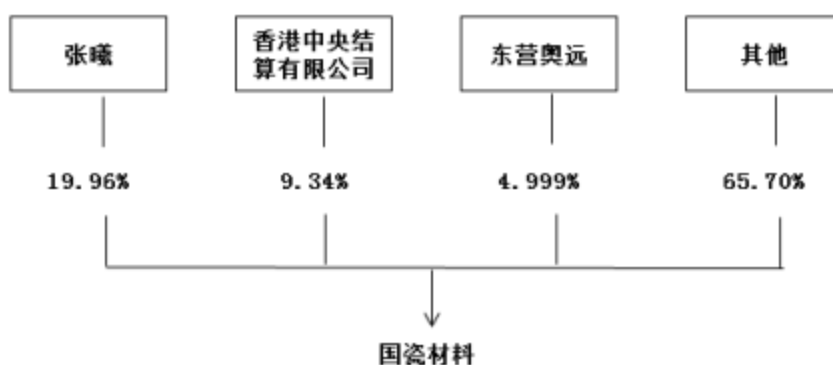 张曦
香港中央结
算有限公司
东营奥远
其他
19.96%
9.34%
4.999%
65.70%
国瓷材料